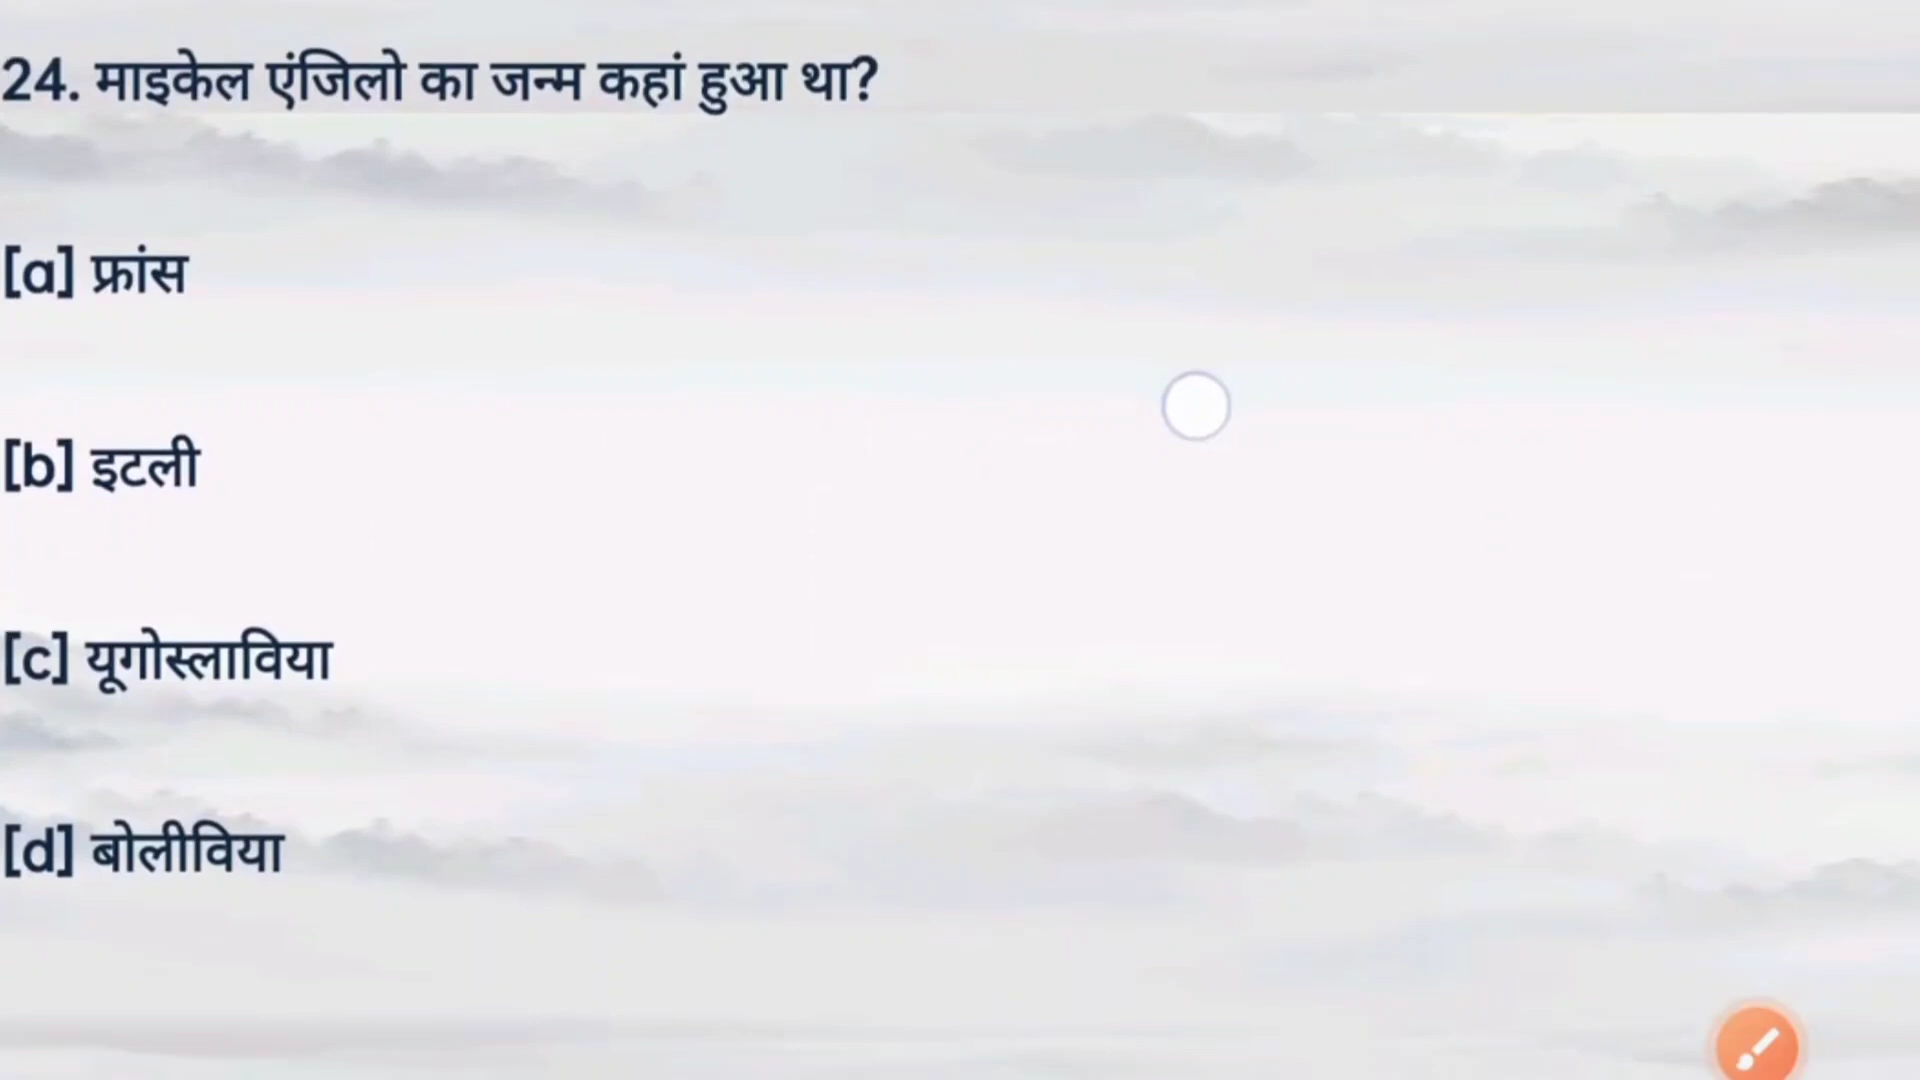 24. माइकेल एंजिलो का जन्म कहां हुआ था?
[a] फ्रांस
[b] इटली
[c] यूगोस्लाविया
[d] बोलीविया